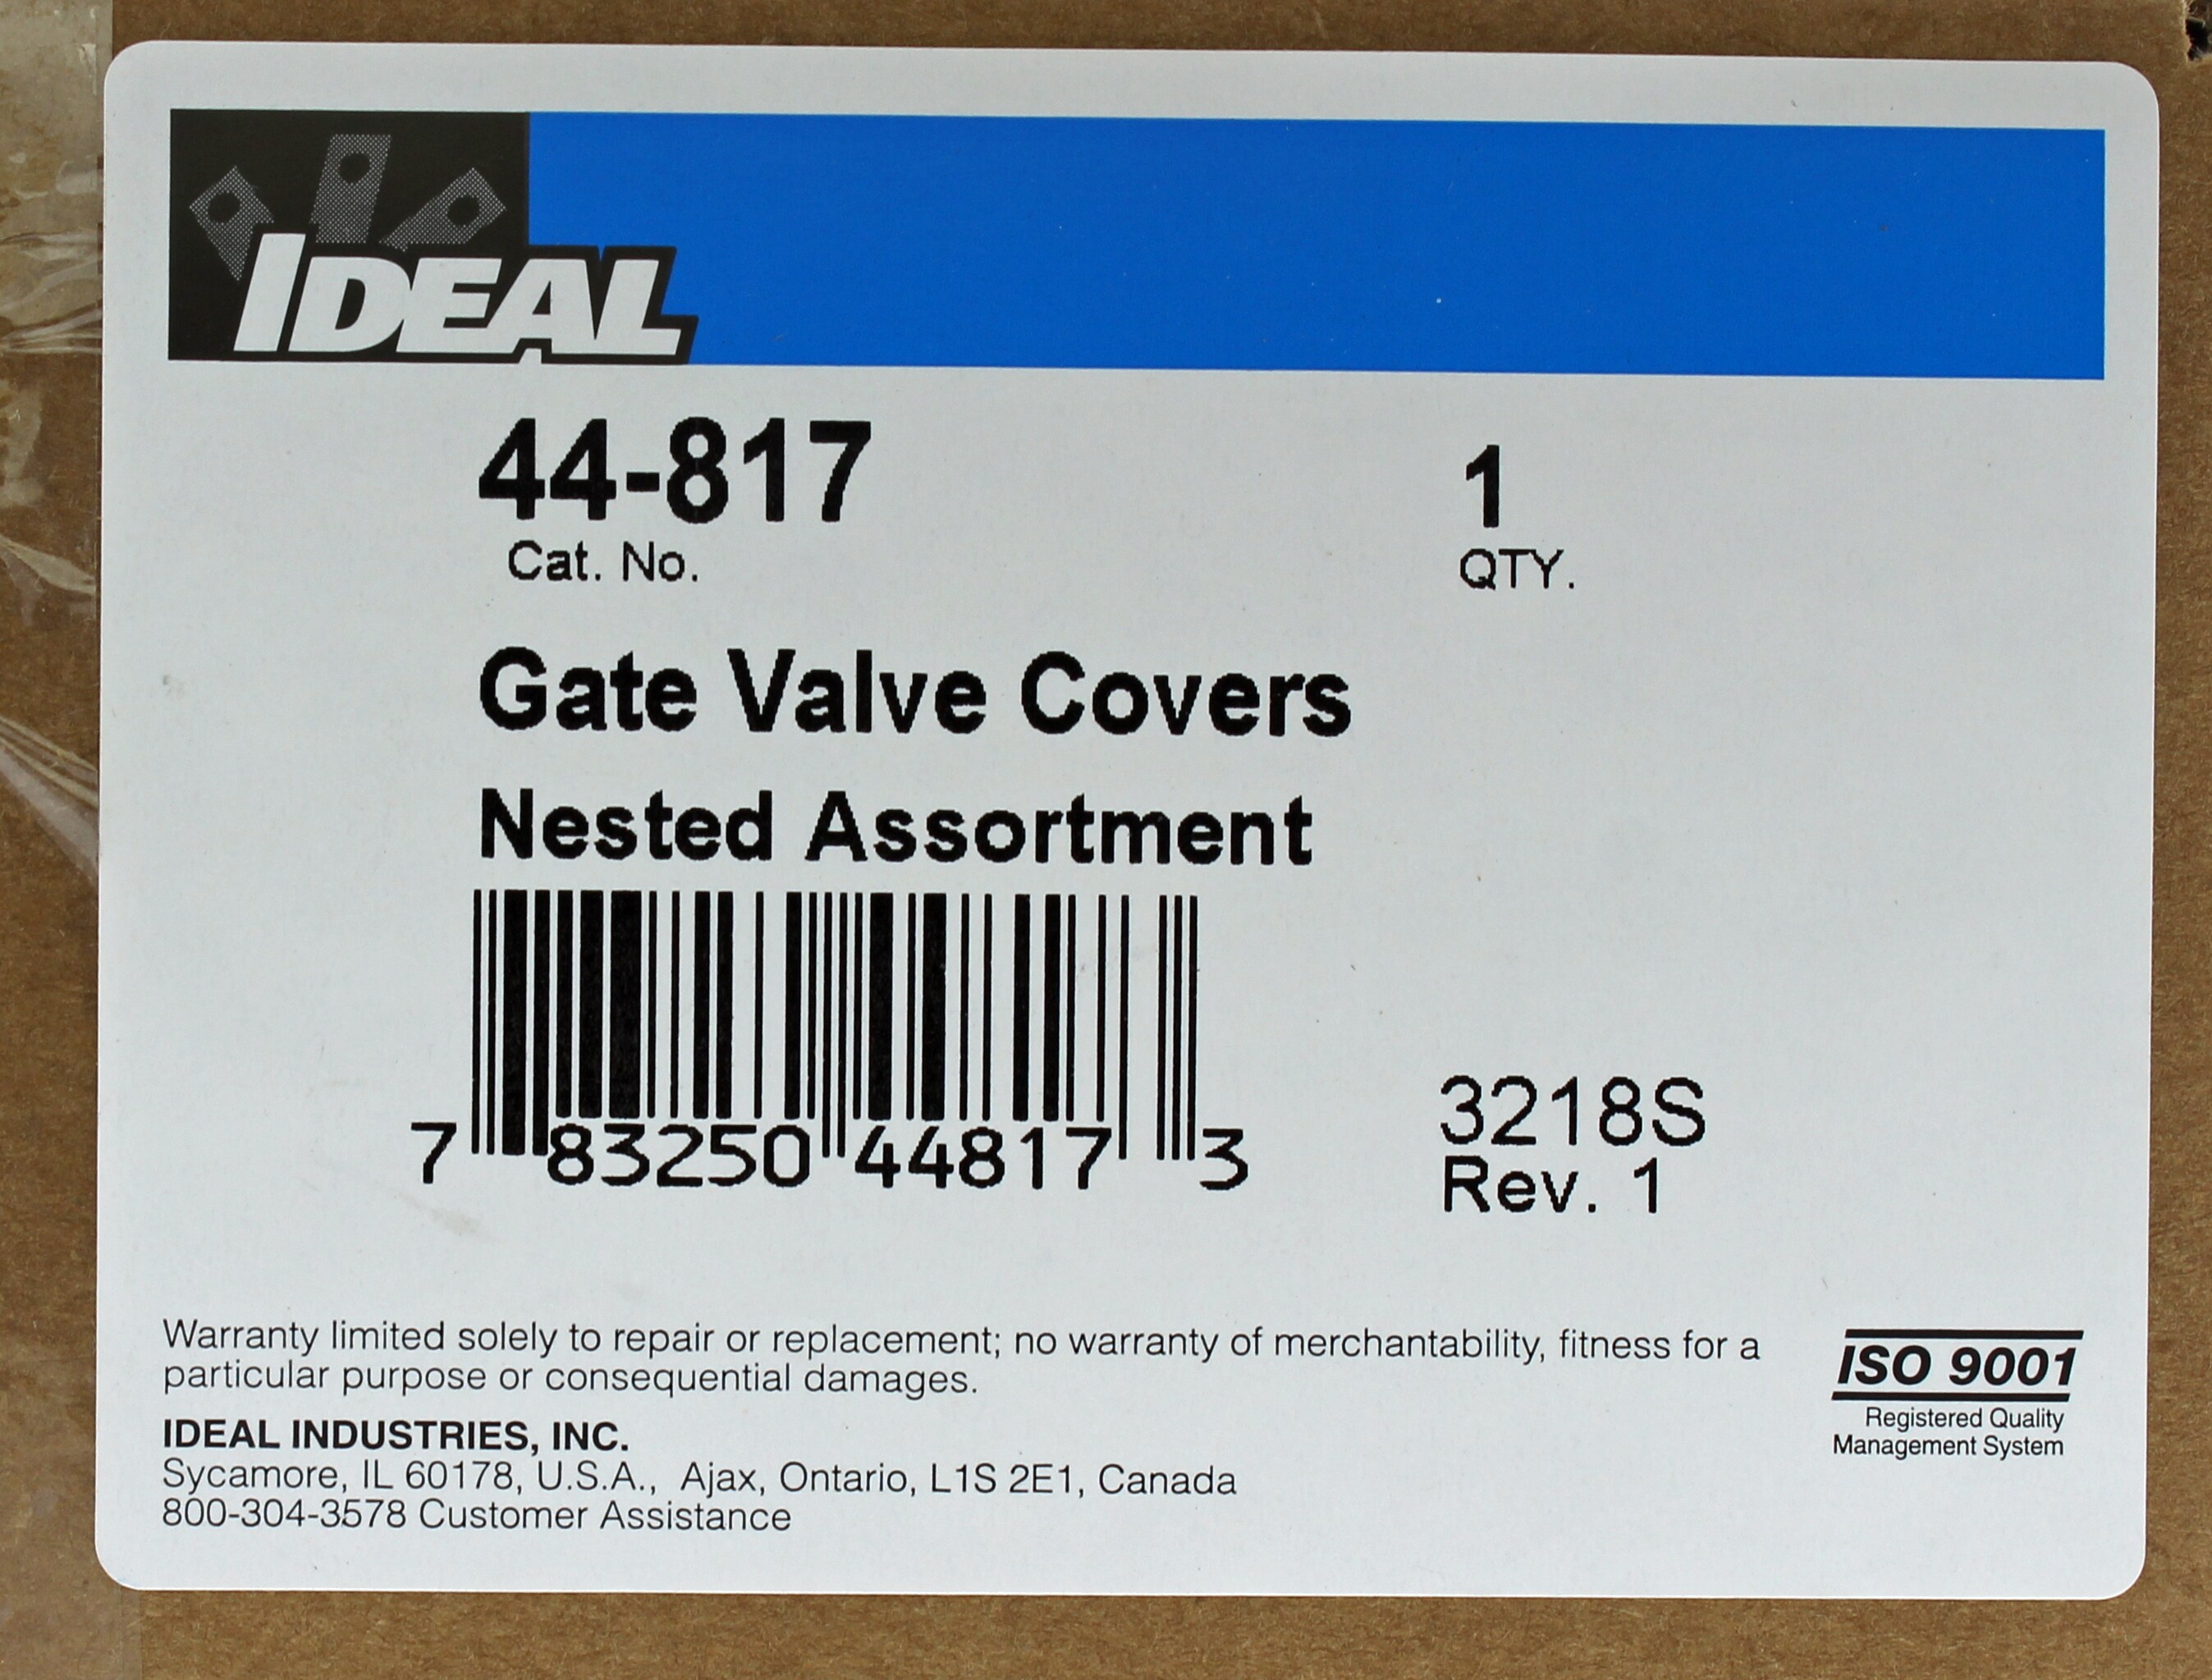 IDEAL
44-817 1
Cat. No. QTY.
Gate Valve Covers
Nested Assortment
7 83250 44817 3
3218S
Rev. 1
Warranty limited solely to repair or replacement; no warranty of merchantability, fitness for a
particular purpose or consequential damages.
IDEAL INDUSTRIES, INC.
Sycamore, IL 60178, U.S.A., Ajax, Ontario, L1S 2E1, Canada
800-304-3578 Customer Assistance
ISO 9001
Registered Quality
Management System